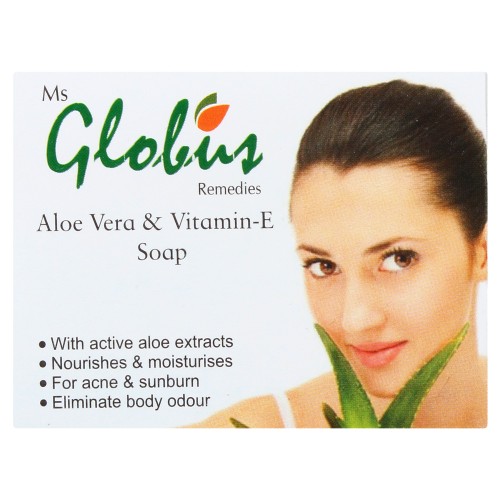 Ms
Globus
Remedies
Aloe Vera & Vitamin-E
Soap
• With active aloe extracts
• Nourishes & moisturises
• For acne & sunburn
• Eliminate body odour